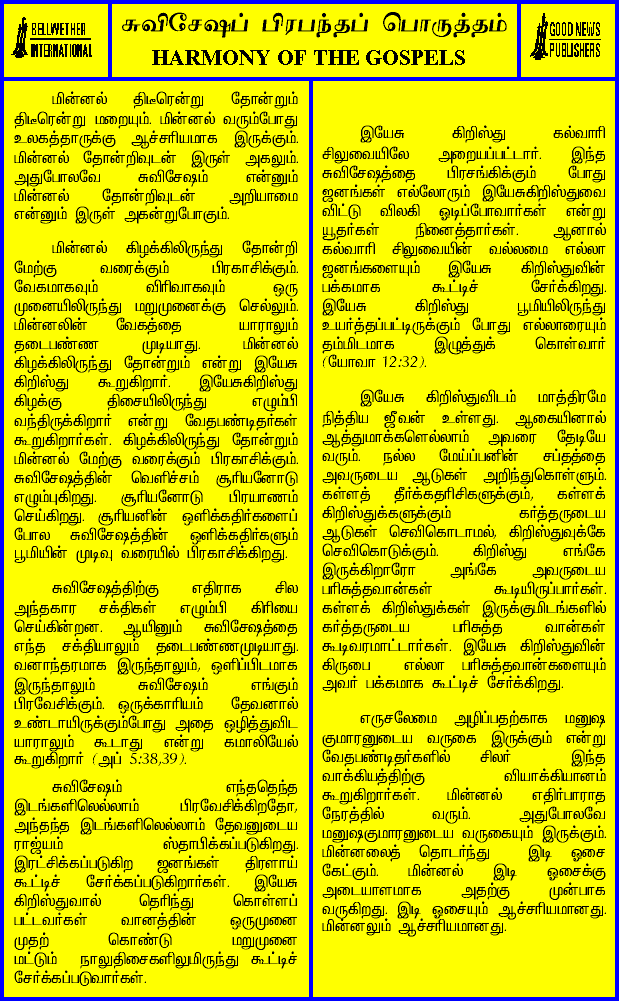 BELLWETHER
INTERNATIONAL
சுவிசேஷப் பிரபந்தப் பொருத்தம்
HARMONY OF THE GOSPELS
GOOD NEWS
PUBLISHERS
மின்னல் திடீரென்று தோன்றும்
திடீரென்று மறையும். மின்னல் வரும்போது
உலகத்தாருக்கு ஆச்சரியமாக இருக்கும்.
மின்னல் தோன்றிவுடன் இருள் அகலும்.
அதுபோலவே சுவிசேஷம் என்னும்
மின்னல் தோன்றிவுடன் அறியாமை
என்னும் இருள் அகன்றுபோகும்.
மின்னல் கிழக்கிலிருந்து தோன்றி
மேற்கு வரைக்கும் பிரகாசிக்கும்.
வேகமாகவும் விரிவாகவும் ஒரு
முனையிலிருந்து மறுமுனைக்கு செல்லும்.
மின்னலின் வேகத்தை யாராலும்
தடைபண்ண முடியாது. மின்னல்
கிழக்கிலிருந்து தோன்றும் என்று இயேசு
கிறிஸ்து கூறுகிறார். இயேசுகிறிஸ்து
கிழக்கு திசையிலிருந்து எழும்பி
வந்திருக்கிறார் என்று வேதபண்டிதர்கள்
கூறுகிறார்கள். கிழக்கிலிருந்து தோன்றும்
மின்னல் மேற்கு வரைக்கும் பிரகாசிக்கும்.
சுவிசேஷத்தின் வெளிச்சம் சூரியனோடு
எழும்புகிறது. சூரியனோடு பிரயாணம்
செய்கிறது. சூரியனின் ஒளிக்கதிர்களைப்
போல சுவிசேஷத்தின் ஒளிக்கதிர்களும்
பூமியின் முடிவு வரையில் பிரகாசிக்கிறது.
சுவிசேஷத்திற்கு எதிராக சில
அந்தகார சக்திகள் எழும்பி கிரியை
செய்கின்றன. ஆயினும் சுவிசேஷத்தை
எந்த சக்தியாலும் தடைபண்ணமுடியாது.
வனாந்தரமாக இருந்தாலும், ஒளிப்பிடமாக
இருந்தாலும் சுவிசேஷம் எங்கும்
பிரவேசிக்கும். ஒருக்காரியம் தேவனால்
உண்டாயிருக்கும்போது அதை ஒழித்துவிட
யாராலும் கூடாது என்று கமாலியேல்
கூறுகிறார் (அப் 5:38,39).
சுவிசேஷம் எந்தெந்த
இடங்களிலெல்லாம் பிரவேசிக்கிறதோ,
அந்தந்த இடங்களிலெல்லாம் தேவனுடைய
ராஜ்யம் ஸ்தாபிக்கப்படுகிறது.
இரட்சிக்கப்படுகிற ஜனங்கள் திரளாய்
கூட்டிச் சேர்க்கப்படுகிறார்கள். இயேசு
கிறிஸ்துவால் தெரிந்து கொள்ளப்
பட்டவர்கள் வானத்தின் ஒருமுனை
முதற் கொண்டு மறுமுனை
மட்டும் நாலுதிசைகளிலுமிருந்து கூட்டிச்
சேர்க்கப்படுவார்கள்.
இயேசு கிறிஸ்து கல்வாரி
சிலுவையிலே அறையப்பட்டார். இந்த
சுவிசேஷத்தை பிரசங்கிக்கும் போது
ஜனங்கள் எல்லோரும் இயேசுகிறிஸ்துவை
விட்டு விலகி ஓடிப்போவார்கள் என்று
யூதர்கள் நினைத்தார்கள். ஆனால்
கல்வாரி சிலுவையின் வல்லமை எல்லா
ஜனங்களையும் இயேசு கிறிஸ்துவின்
பக்கமாக கூட்டிச் சேர்க்கிறது.
இயேசு கிறிஸ்து பூமியிலிருந்து
உயர்த்தப்பட்டிருக்கும் போது எல்லாரையும்
தம்மிடமாக இழுத்துக் கொள்வார்
(யோவா 12:32).
இயேசு கிறிஸ்துவிடம் மாத்திரமே
நித்திய ஜீவன் உள்ளது. ஆகையினால்
ஆத்துமாக்களெல்லாம் அவரை தேடியே
வரும். நல்ல மேய்ப்பனின் சப்தத்தை
அவருடைய ஆடுகள் அறிந்துகொள்ளும்.
கள்ளத் தீர்க்கதரிசிகளுக்கும், கள்ளக்
கிறிஸ்துக்களுக்கும் கர்த்தருடைய
ஆடுகள் செவிகொடாமல், கிறிஸ்துவுக்கே
செவிகொடுக்கும். கிறிஸ்து எங்கே
இருக்கிறாரோ அங்கே அவருடைய
பரிசுத்தவான்கள் கூடியிருப்பார்கள்.
கள்ளக் கிறிஸ்துக்கள் இருக்குமிடங்களில்
கர்த்தருடைய பரிசுத்த வான்கள்
கூடிவரமாட்டார்கள். இயேசு கிறிஸ்துவின்
கிருபை எல்லா பரிசுத்தவான்களையும்
அவர் பக்கமாக கூட்டிச் சேர்க்கிறது.
எருசலேமை அழிப்பதற்காக மனுஷ
குமாரனுடைய வருகை இருக்கும் என்று
வேதபண்டிதர்களில் சிலர் இந்த
வாக்கியத்திற்கு வியாக்கியானம்
கூறுகிறார்கள். மின்னல் எதிர்பாராத
நேரத்தில் வரும். அதுபோலவே
மனுஷகுமாரனுடைய வருகையும் இருக்கும்.
மின்னலைத் தொடர்ந்து இடி ஓசை
கேட்கும். மின்னல் இடி ஓசைக்கு
அடையாளமாக அதற்கு முன்பாக
வருகிறது. இடி ஓசையும் ஆச்சரியமானது.
மின்னலும் ஆச்சரியமானது.